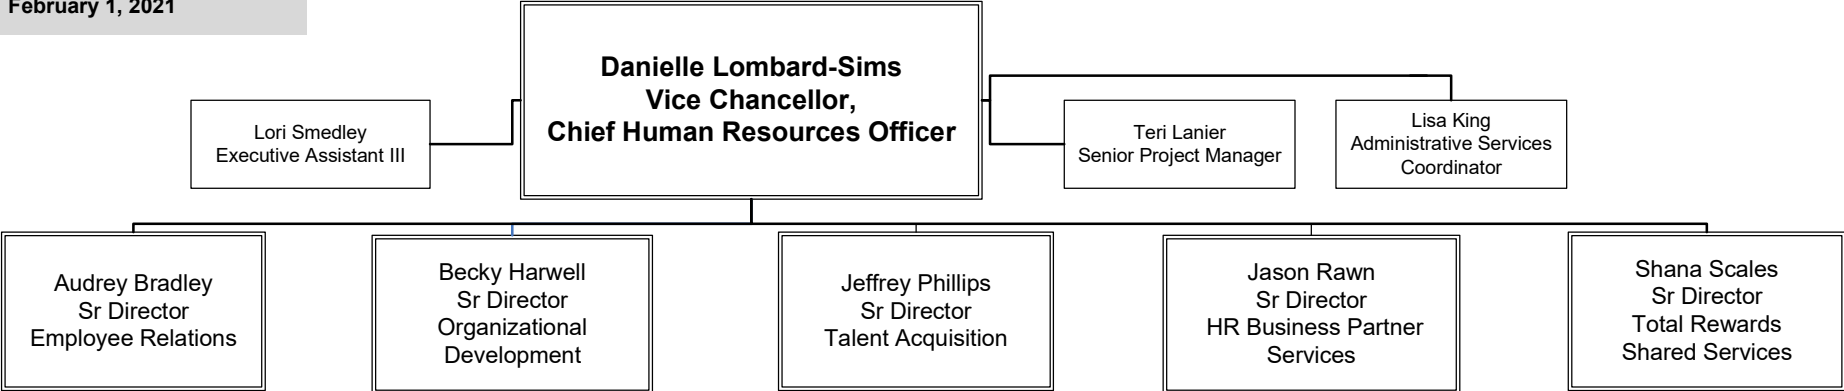 February 1, 2021
Danielle Lombard-Sims
Vice Chancellor,
Chief Human Resources Officer
Lori Smedley
Executive Assistant III
Teri Lanier
Senior Project Manager
Lisa King
Administrative Services
Coordinator
Audrey Bradley
Sr Director
Employee Relations
Becky Harwell
Sr Director
Organizational
Development
Jeffrey Phillips
Sr Director
Talent Acquisition
Jason Rawn
Sr Director
HR Business Partner
Services
Shana Scales
Sr Director
Total Rewards
Shared Services